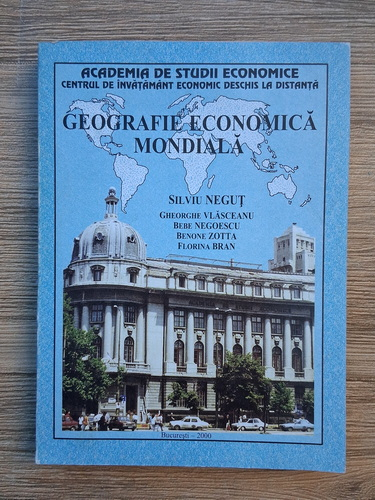 ACADEMIA DE STUDII ECONOMICE
CENTRUL DE ÎNVĂȚĂMÂNT ECONOMIC DESCHIS LA DISTANȚĂ
GEOGRAFIE ECONOMICĂ
MONDIALĂ
SILVIU NEGUȚ
GHEORGHE VLĂSCEANU
BEBE NEGOESCU
BENONE ZOTTA
FLORINA BRAN
București – 2000